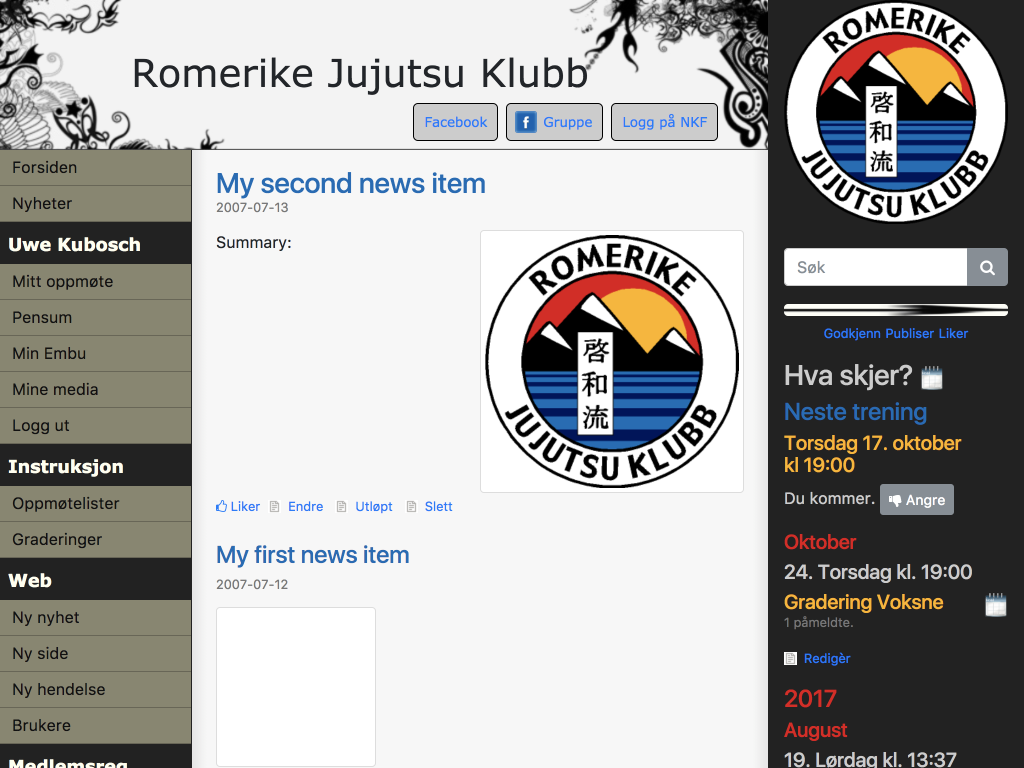 Romerike Jujutsu Klubb
Facebook
Gruppe
Logg på NKF
Forsiden
Nyheter
Uwe Kubosch
Mitt oppmøte
Pensum
Min Embu
Mine media
Logg ut
Instruksjon
Oppmøtelister
Graderinger
Web
Ny nyhet
Ny side
Ny hendelse
Brukere
Medlemsreg
My second news item
2007-07-13
Summary:
ROMERIKE
啓和流
JUJUTSU KLUBB
Liker
Endre
Utløpt
Slett
My first news item
2007-07-12
ROMERIKE
啓和流
JUJUTSU KLUBB
Søk
Godkjenn Publiser Liker
Hva skjer?
Neste trening
Torsdag 17. oktober
kl 19:00
Du kommer.
Angre
Oktober
24. Torsdag kl. 19:00
Gradering Voksne
1 påmeldte.
Redigèr
2017
August
19. Lørdag kl. 13:37